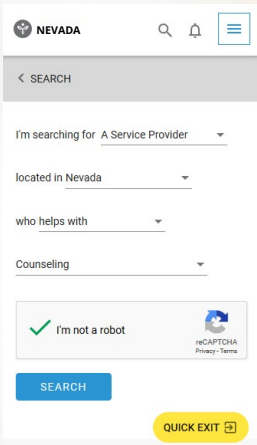 NEVADA
< SEARCH
I'm searching for A Service Provider
located in Nevada
who helps with
Counseling
I'm not a robot
reCAPTCHA
Privacy - Terms
SEARCH
QUICK EXIT